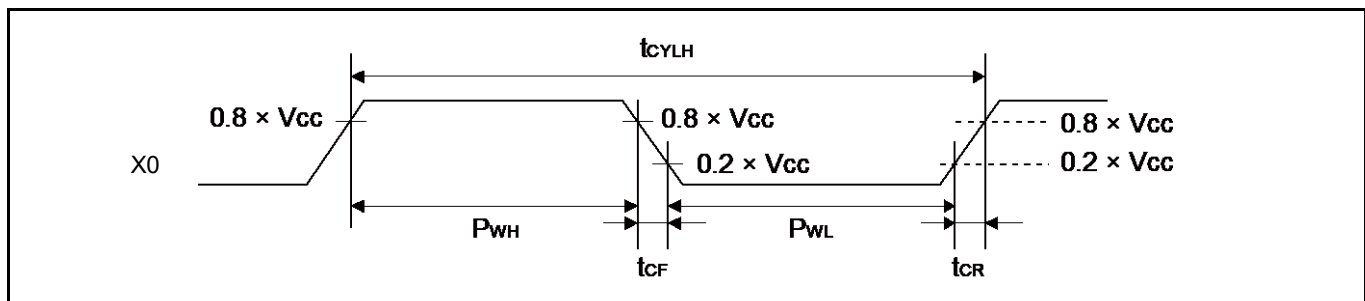 tCYLH
0.8 × Vcc
0.8 × Vcc
0.8 × Vcc
X0
0.2 × Vcc
0.2 × Vcc
PWH
PWL
tCF
tCR